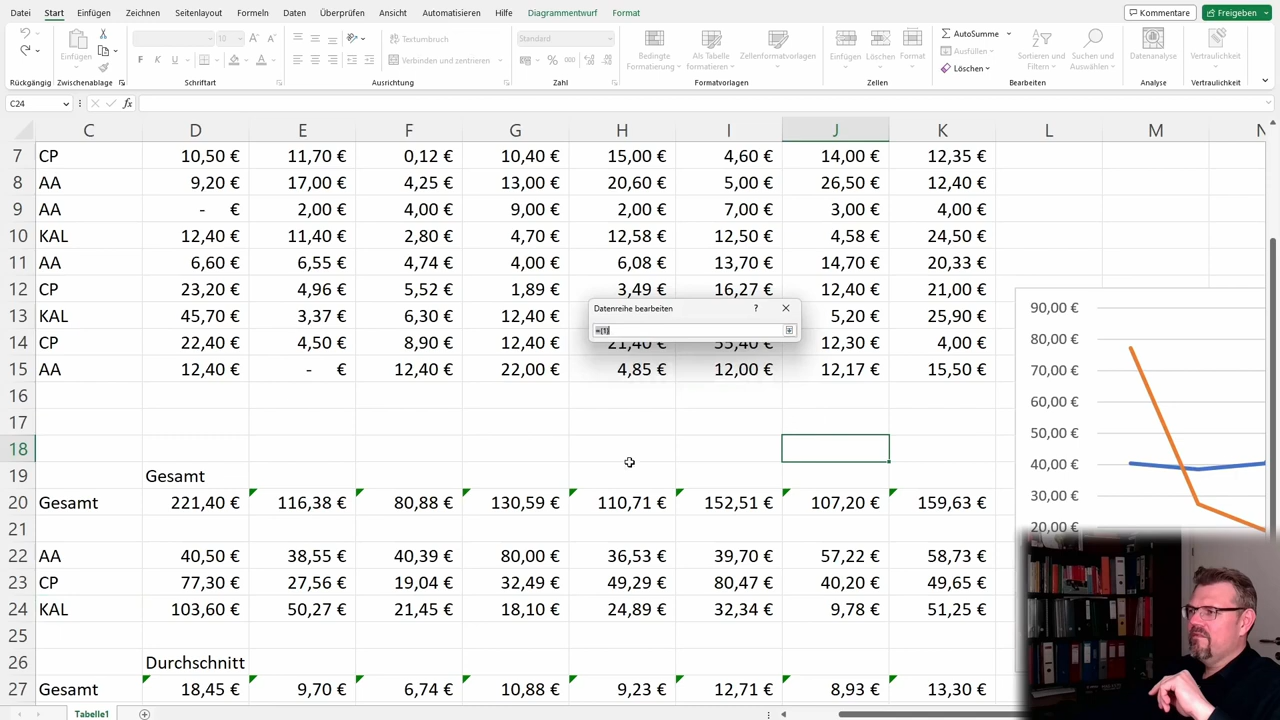 Datei Start Einfügen Zeichnen Seitenlayout Formeln Daten Überprüfen Ansicht Automatisieren Hilfe Diagrammentwurf Format Kommentare Freigeben
Einfügen 10 F K U Textumbruch Verbinden und zentrieren Standard % 000 Bedingte Formatierung Als Tabelle formatieren Zellenformatvorlagen Einfügen Löschen Format AutoSumme Ausfüllen Löschen Sortieren und Filtern Suchen und Auswählen Datenanalyse Vertraulichkeit
Rückgängig Zwischenablage Schriftart Ausrichtung Zahl Formatvorlagen Zellen Bearbeiten Analyse Vertraulichkeit
C24 fx
C D E F G H I J K L M N
7 CP 10,50 € 11,70 € 0,12 € 10,40 € 15,00 € 4,60 € 14,00 € 12,35 €
8 AA 9,20 € 17,00 € 4,25 € 13,00 € 20,60 € 5,00 € 26,50 € 12,40 €
9 AA - € 2,00 € 4,00 € 9,00 € 2,00 € 7,00 € 3,00 € 4,00 €
10 KAL 12,40 € 11,40 € 2,80 € 4,70 € 12,58 € 12,50 € 4,58 € 24,50 €
11 AA 6,60 € 6,55 € 4,74 € 4,00 € 6,08 € 13,70 € 14,70 € 20,33 €
12 CP 23,20 € 4,96 € 5,52 € 1,89 € 3,49 € 16,27 € 12,40 € 21,00 €
Datenreihe bearbeiten ? ×
={1}
13 KAL 45,70 € 3,37 € 6,30 € 12,40 € 5,20 € 25,90 €
14 CP 22,40 € 4,50 € 8,90 € 12,40 € 21,40 € 12,30 € 4,00 €
15 AA 12,40 € - € 12,40 € 22,00 € 4,85 € 12,00 € 12,17 € 15,50 €
16
17
18
19 Gesamt
20 Gesamt 221,40 € 116,38 € 80,88 € 130,59 € 110,71 € 152,51 € 107,20 € 159,63 €
21
22 AA 40,50 € 38,55 € 40,39 € 80,00 € 36,53 € 39,70 € 57,22 € 58,73 €
23 CP 77,30 € 27,56 € 19,04 € 32,49 € 49,29 € 80,47 € 40,20 € 49,65 €
24 KAL 103,60 € 50,27 € 21,45 € 18,10 € 24,89 € 32,34 € 9,78 € 51,25 €
25
26 Durchschnitt
27 Gesamt 18,45 € 9,70 € 6,74 € 10,88 € 9,23 € 12,71 € 8,93 € 13,30 €
90,00 €
80,00 €
70,00 €
60,00 €
50,00 €
40,00 €
30,00 €
20,00 €
Tabelle1